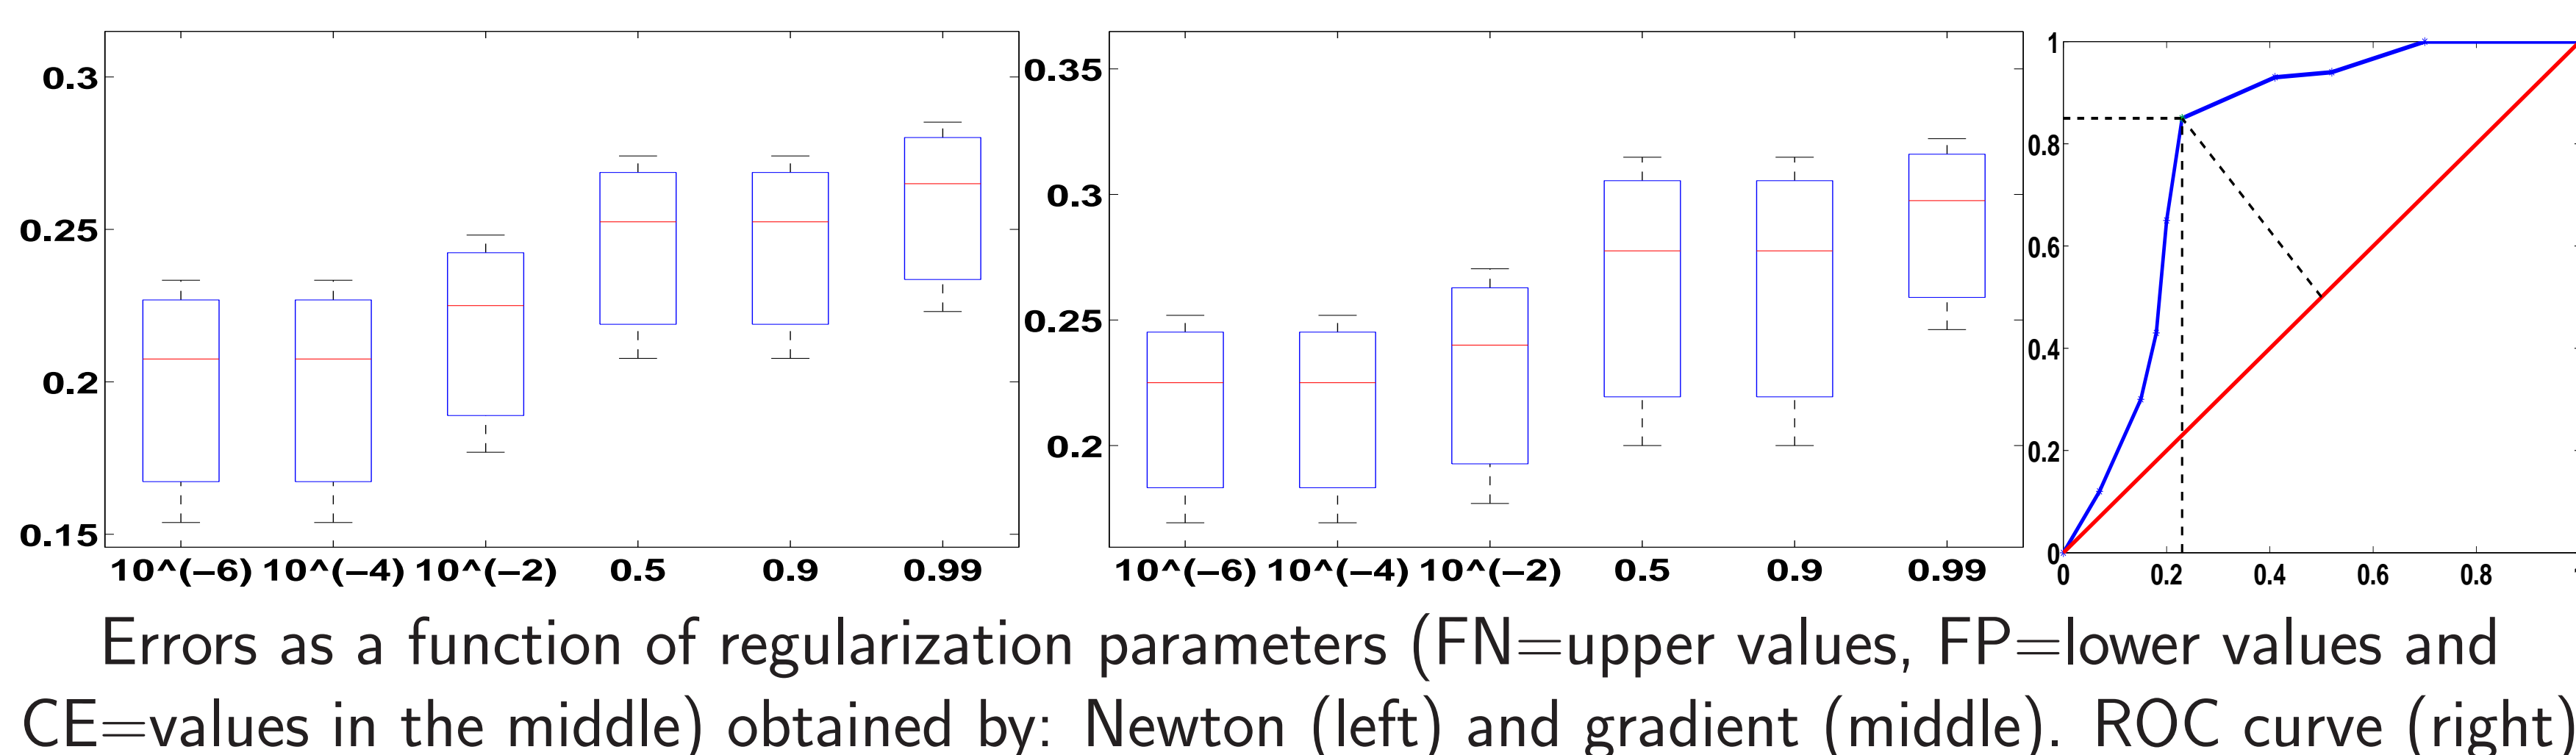 0.3
0.25
0.2
0.15
10^(−6) 10^(−4) 10^(−2) 0.5 0.9 0.99
0.35
0.3
0.25
0.2
10^(−6) 10^(−4) 10^(−2) 0.5 0.9 0.99
1
0.8
0.6
0.4
0.2
0
0 0.2 0.4 0.6 0.8
Errors as a function of regularization parameters (FN=upper values, FP=lower values and
CE=values in the middle) obtained by: Newton (left) and gradient (middle). ROC curve (right)